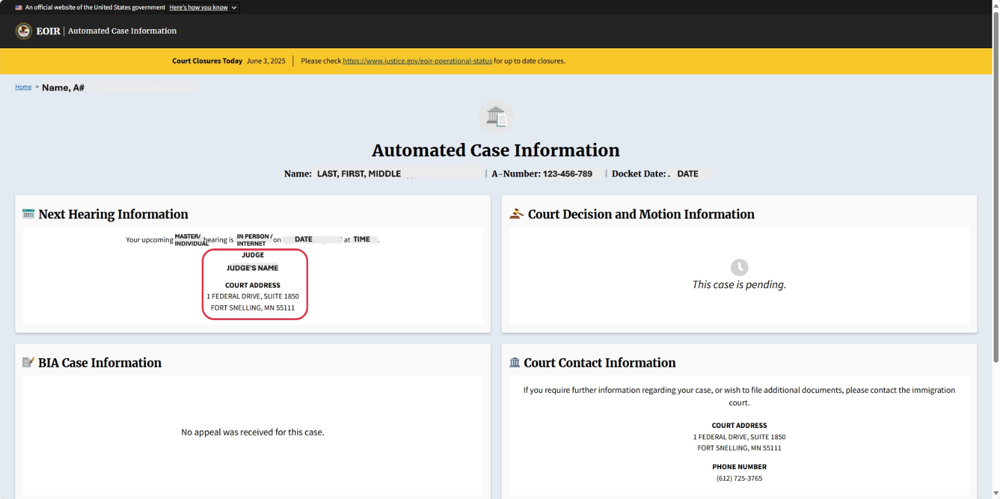 An official website of the United States government Here's how you know
EOIR | Automated Case Information
Court Closures Today June 3, 2025 | Please check https://www.justice.gov/eoir-operational-status for up to date closures.
Home > Name, A#
Automated Case Information
Name: LAST, FIRST, MIDDLE | A-Number: 123-456-789 | Docket Date: . DATE
Next Hearing Information
Your upcoming MASTER/ INDIVIDUAL hearing is IN PERSON / INTERNET on DATE at TIME .
JUDGE
JUDGE'S NAME
COURT ADDRESS
1 FEDERAL DRIVE, SUITE 1850
FORT SNELLING, MN 55111
Court Decision and Motion Information
This case is pending.
BIA Case Information
No appeal was received for this case.
Court Contact Information
If you require further information regarding your case, or wish to file additional documents, please contact the immigration
court.
COURT ADDRESS
1 FEDERAL DRIVE, SUITE 1850
FORT SNELLING, MN 55111
PHONE NUMBER
(612) 725-3765